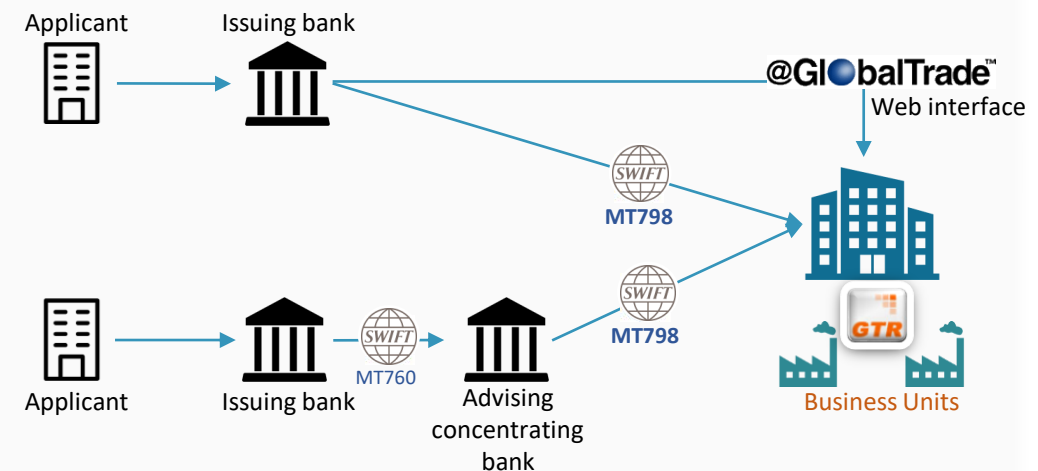 Applicant
Issuing bank
@GlobalTrade™
Web interface
SWIFT
MT798
SWIFT
MT798
SWIFT
MT760
GTR
Applicant
Issuing bank
Advising
concentrating
bank
Business Units